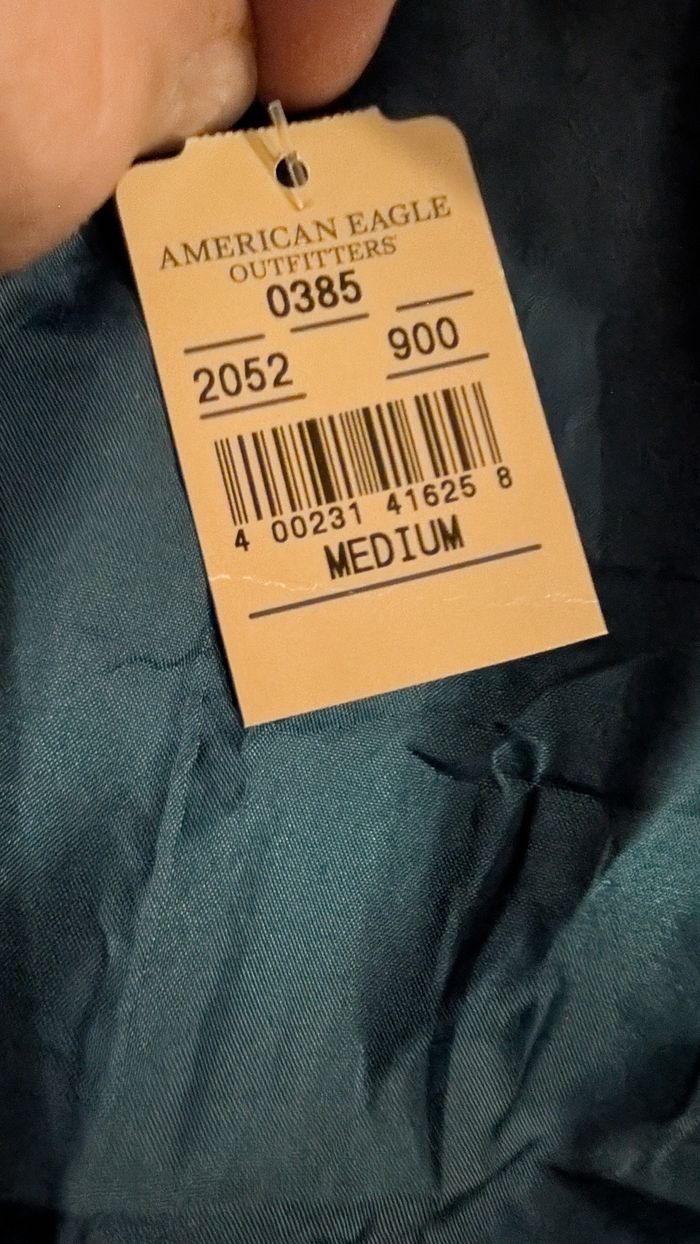 AMERICAN EAGLE
OUTFITTERS
0385
2052 900
4 00231 41625 8
MEDIUM